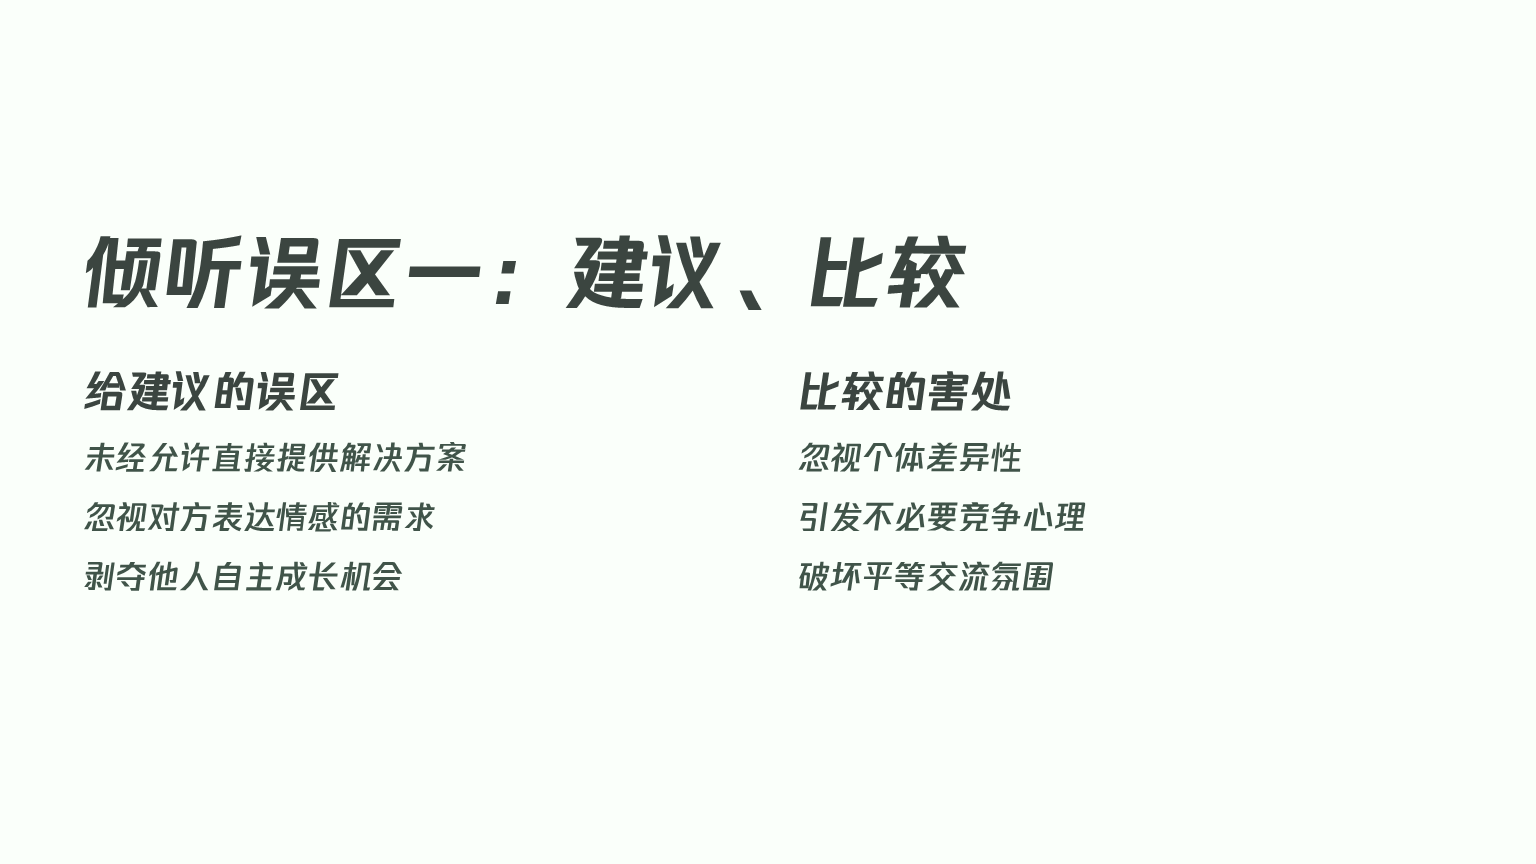 倾听误区一：建议、比较
给建议的误区
未经允许直接提供解决方案
忽视对方表达情感的需求
剥夺他人自主成长机会
比较的害处
忽视个体差异性
引发不必要竞争心理
破坏平等交流氛围